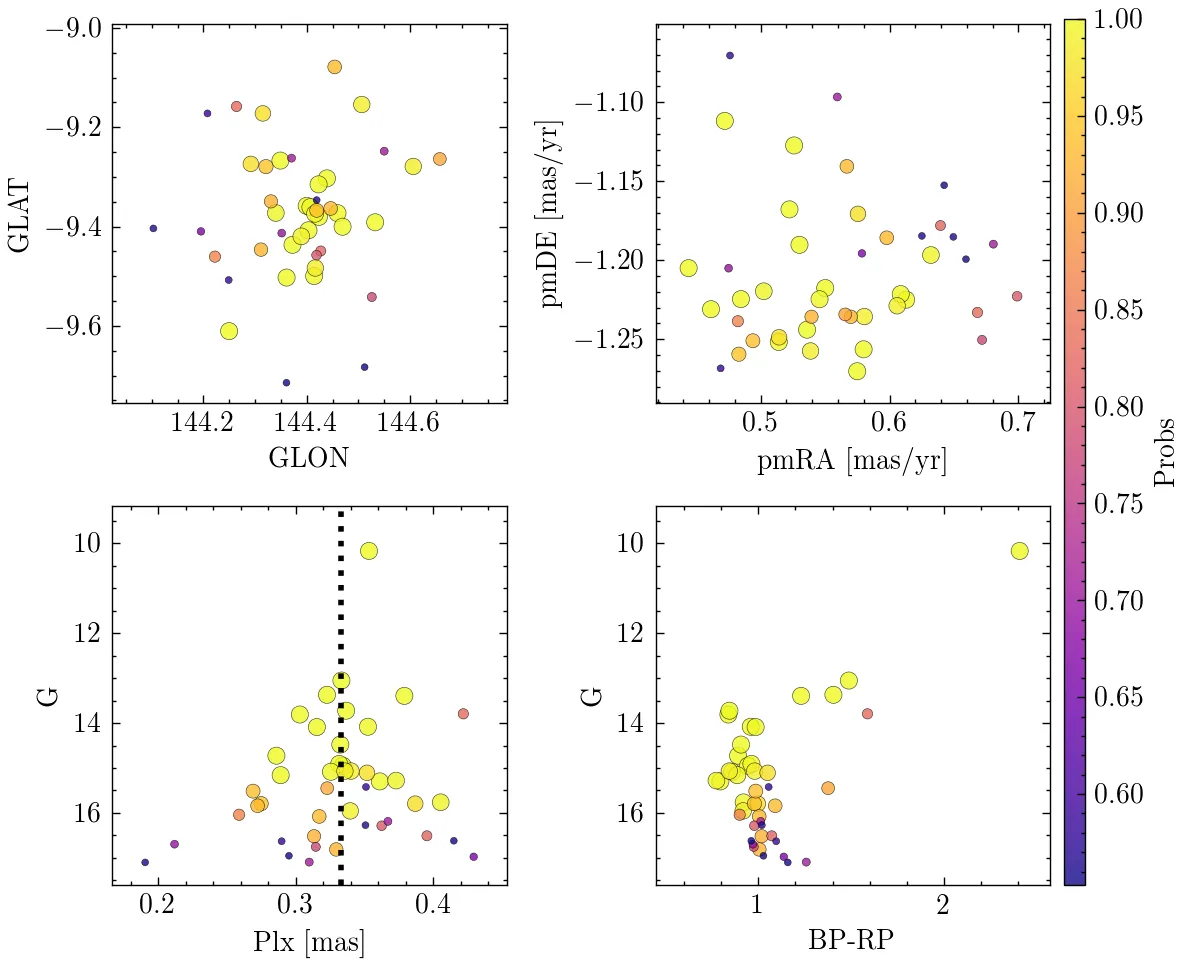 −9.0
−9.2
−9.4
−9.6
GLAT
144.2 144.4 144.6
GLON
−1.10
−1.15
−1.20
−1.25
pmDE [mas/yr]
0.5 0.6 0.7
pmRA [mas/yr]
10
12
14
16
G
0.2 0.3 0.4
Plx [mas]
10
12
14
16
G
1 2
BP-RP
1.00
0.95
0.90
0.85
0.80
0.75
0.70
0.65
0.60
Probs